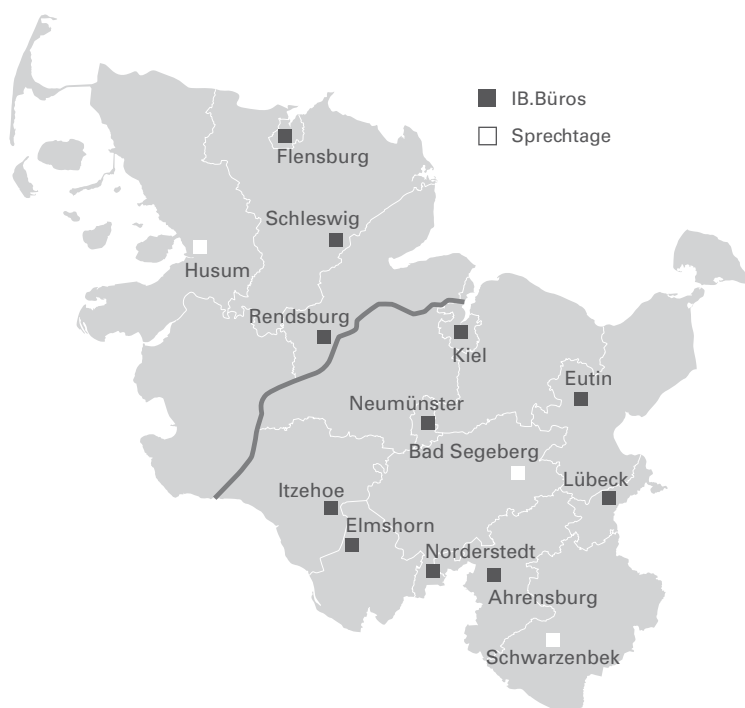 IB.Büros
Sprechtage
Flensburg
Schleswig
Husum
Rendsburg
Kiel
Eutin
Neumünster
Bad Segeberg
Lübeck
Itzehoe
Elmshorn
Norderstedt
Ahrensburg
Schwarzenbek